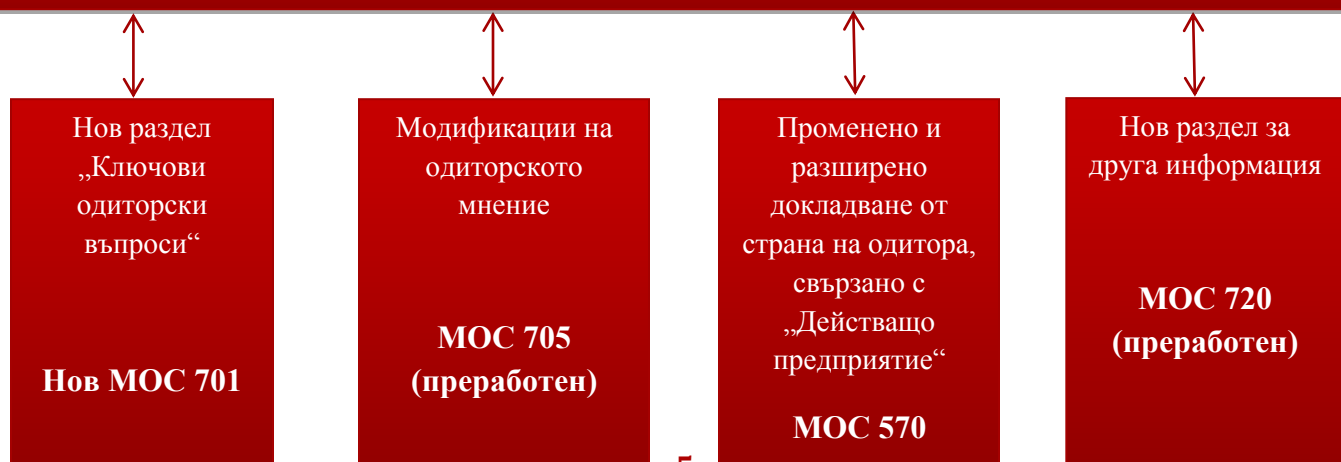 Нов раздел
„Ключови
одиторски
въпроси“
Нов МОС 701
Модификации на
одиторското
мнение
МОС 705
(преработен)
Променено и
разширено
докладване от
страна на одитора,
свързано с
„Действащо
предприятие“
МОС 570
Нов раздел за
друга информация
МОС 720
(преработен)